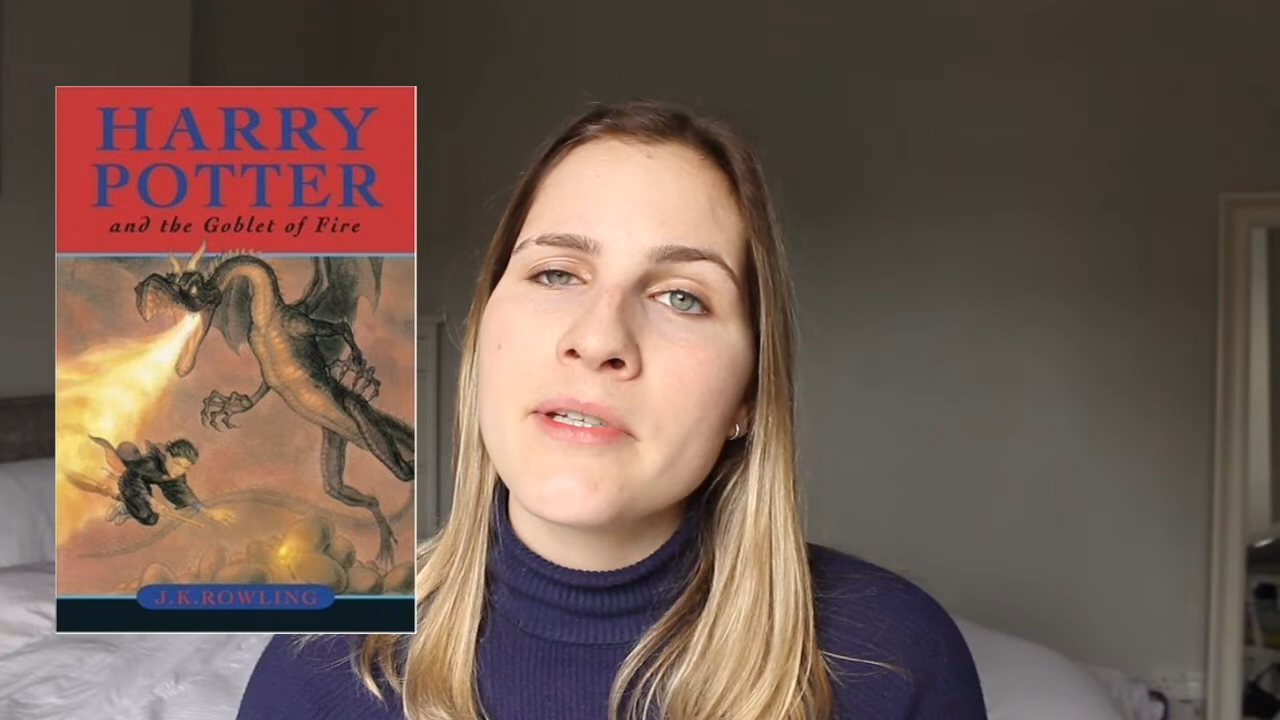 HARRY
POTTER
and the Goblet of Fire
J.K.ROWLING